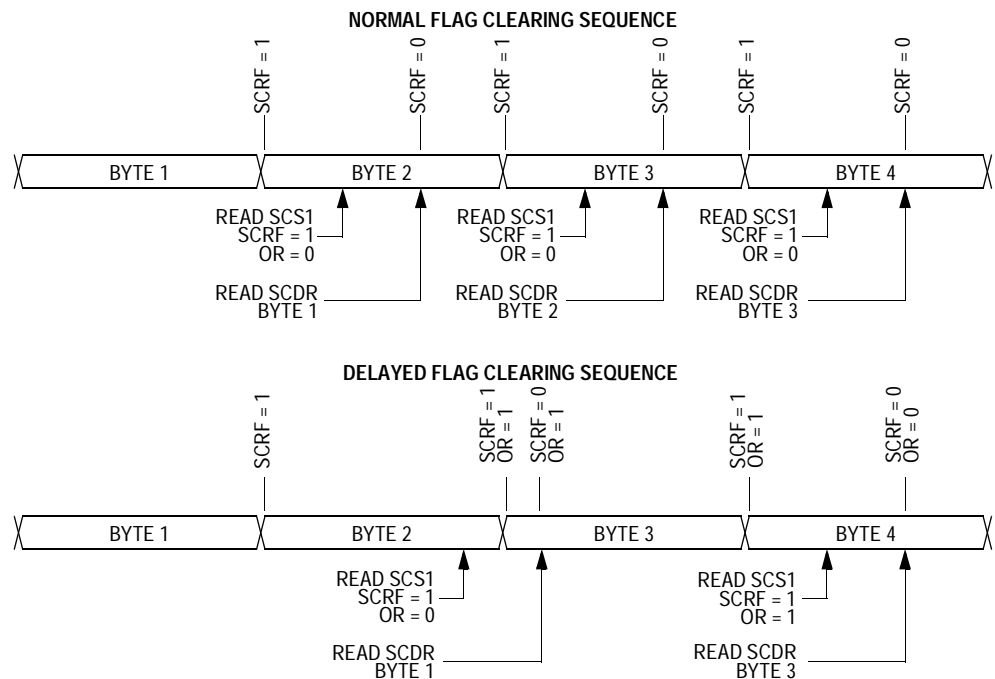 NORMAL FLAG CLEARING SEQUENCE
SCRF = 1
SCRF = 0
SCRF = 1
SCRF = 0
SCRF = 1
SCRF = 0
BYTE 1
BYTE 2
BYTE 3
BYTE 4
READ SCS1
SCRF = 1
OR = 0
READ SCS1
SCRF = 1
OR = 0
READ SCS1
SCRF = 1
OR = 0
READ SCDR
BYTE 1
READ SCDR
BYTE 2
READ SCDR
BYTE 3
DELAYED FLAG CLEARING SEQUENCE
SCRF = 1
SCRF = 1
OR = 1
SCRF = 0
OR = 1
SCRF = 1
OR = 1
SCRF = 0
OR = 0
BYTE 1
BYTE 2
BYTE 3
BYTE 4
READ SCS1
SCRF = 1
OR = 0
READ SCS1
SCRF = 1
OR = 1
READ SCDR
BYTE 1
READ SCDR
BYTE 3